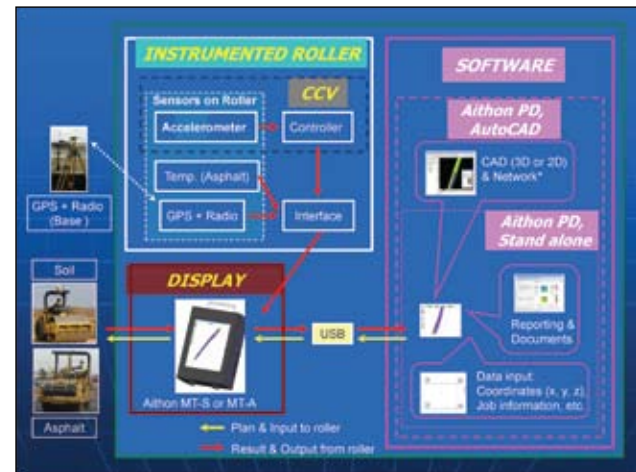 INSTRUMENTED ROLLER
CCV
Sensors on Roller
Accelerometer
Controller
Temp. (Asphalt)
GPS + Radio
Interface
GPS + Radio
(Base )
Soil
Asphalt
DISPLAY
Aithon MT-S or MT-A
USB
Plan & Input to roller
Result & Output from roller
SOFTWARE
Aithon PD,
AutoCAD
CAD (3D or 2D)
& Network*
Aithon PD,
Stand alone
Reporting &
Documents
Data input:
Coordinates (x, y, z),
Job information, etc.